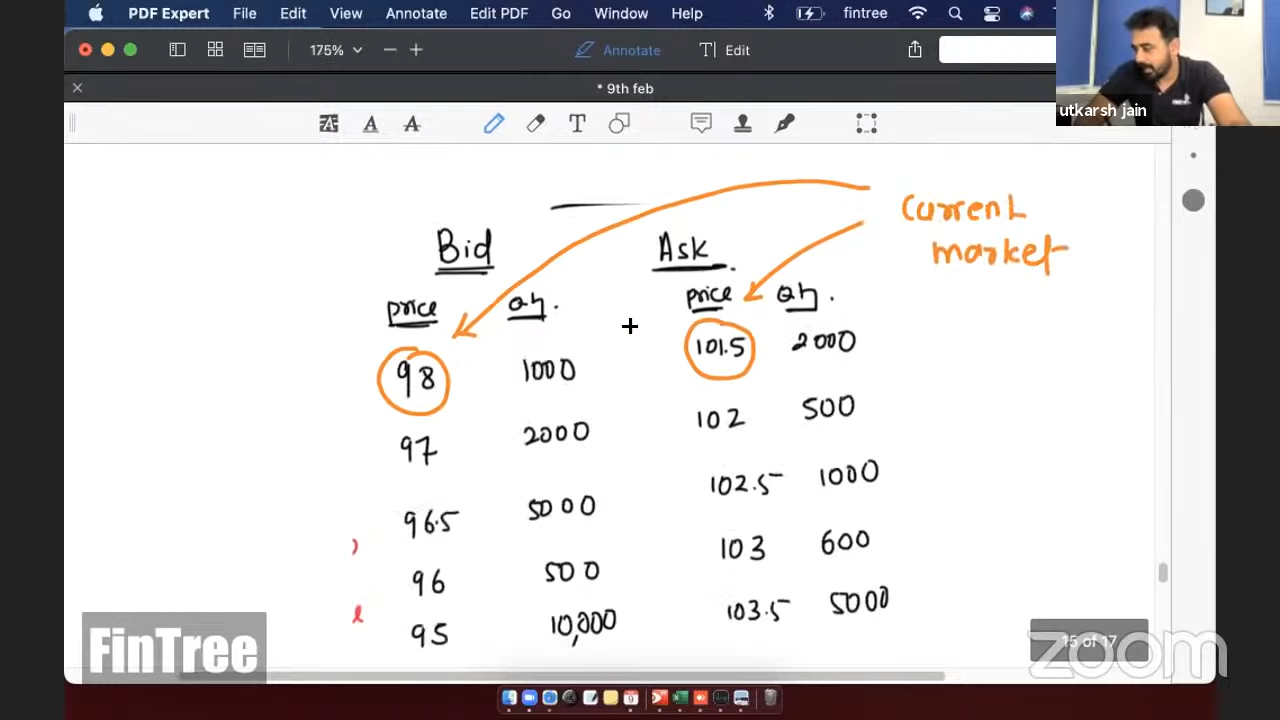 PDF Expert File Edit View Annotate Edit PDF Go Window Help fintree
175% Annotate Edit
* 9th feb
utkarsh jain
current
market
Bid Ask
price qty. price qty.
98 1000 101.5 2000
97 2000 102 500
96.5 5000 102.5 1000
96 500 103 600
95 10,000 103.5 5000
FinTree
15 of 17
zoom